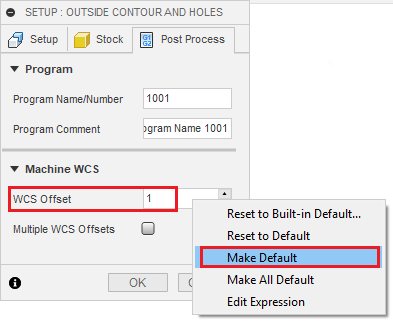 SETUP : OUTSIDE CONTOUR AND HOLES
Setup Stock G1 G2 Post Process
Program
Program Name/Number 1001
Program Comment ogram Name 1001
Machine WCS
WCS Offset 1
Multiple WCS Offsets
OK C
Reset to Built-in Default...
Reset to Default
Make Default
Make All Default
Edit Expression